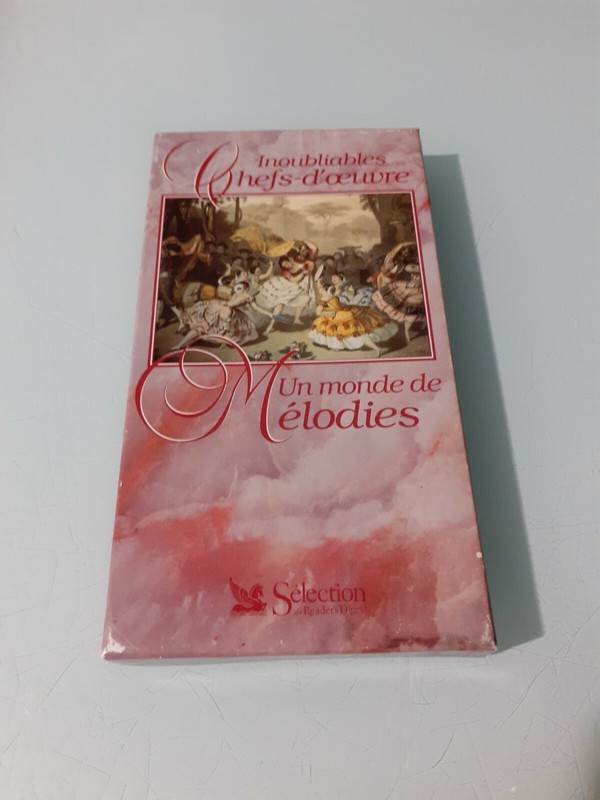 Inoubliables
Chefs-d'œuvre
Un monde de
Mélodies
Sélection
du Reader's Digest